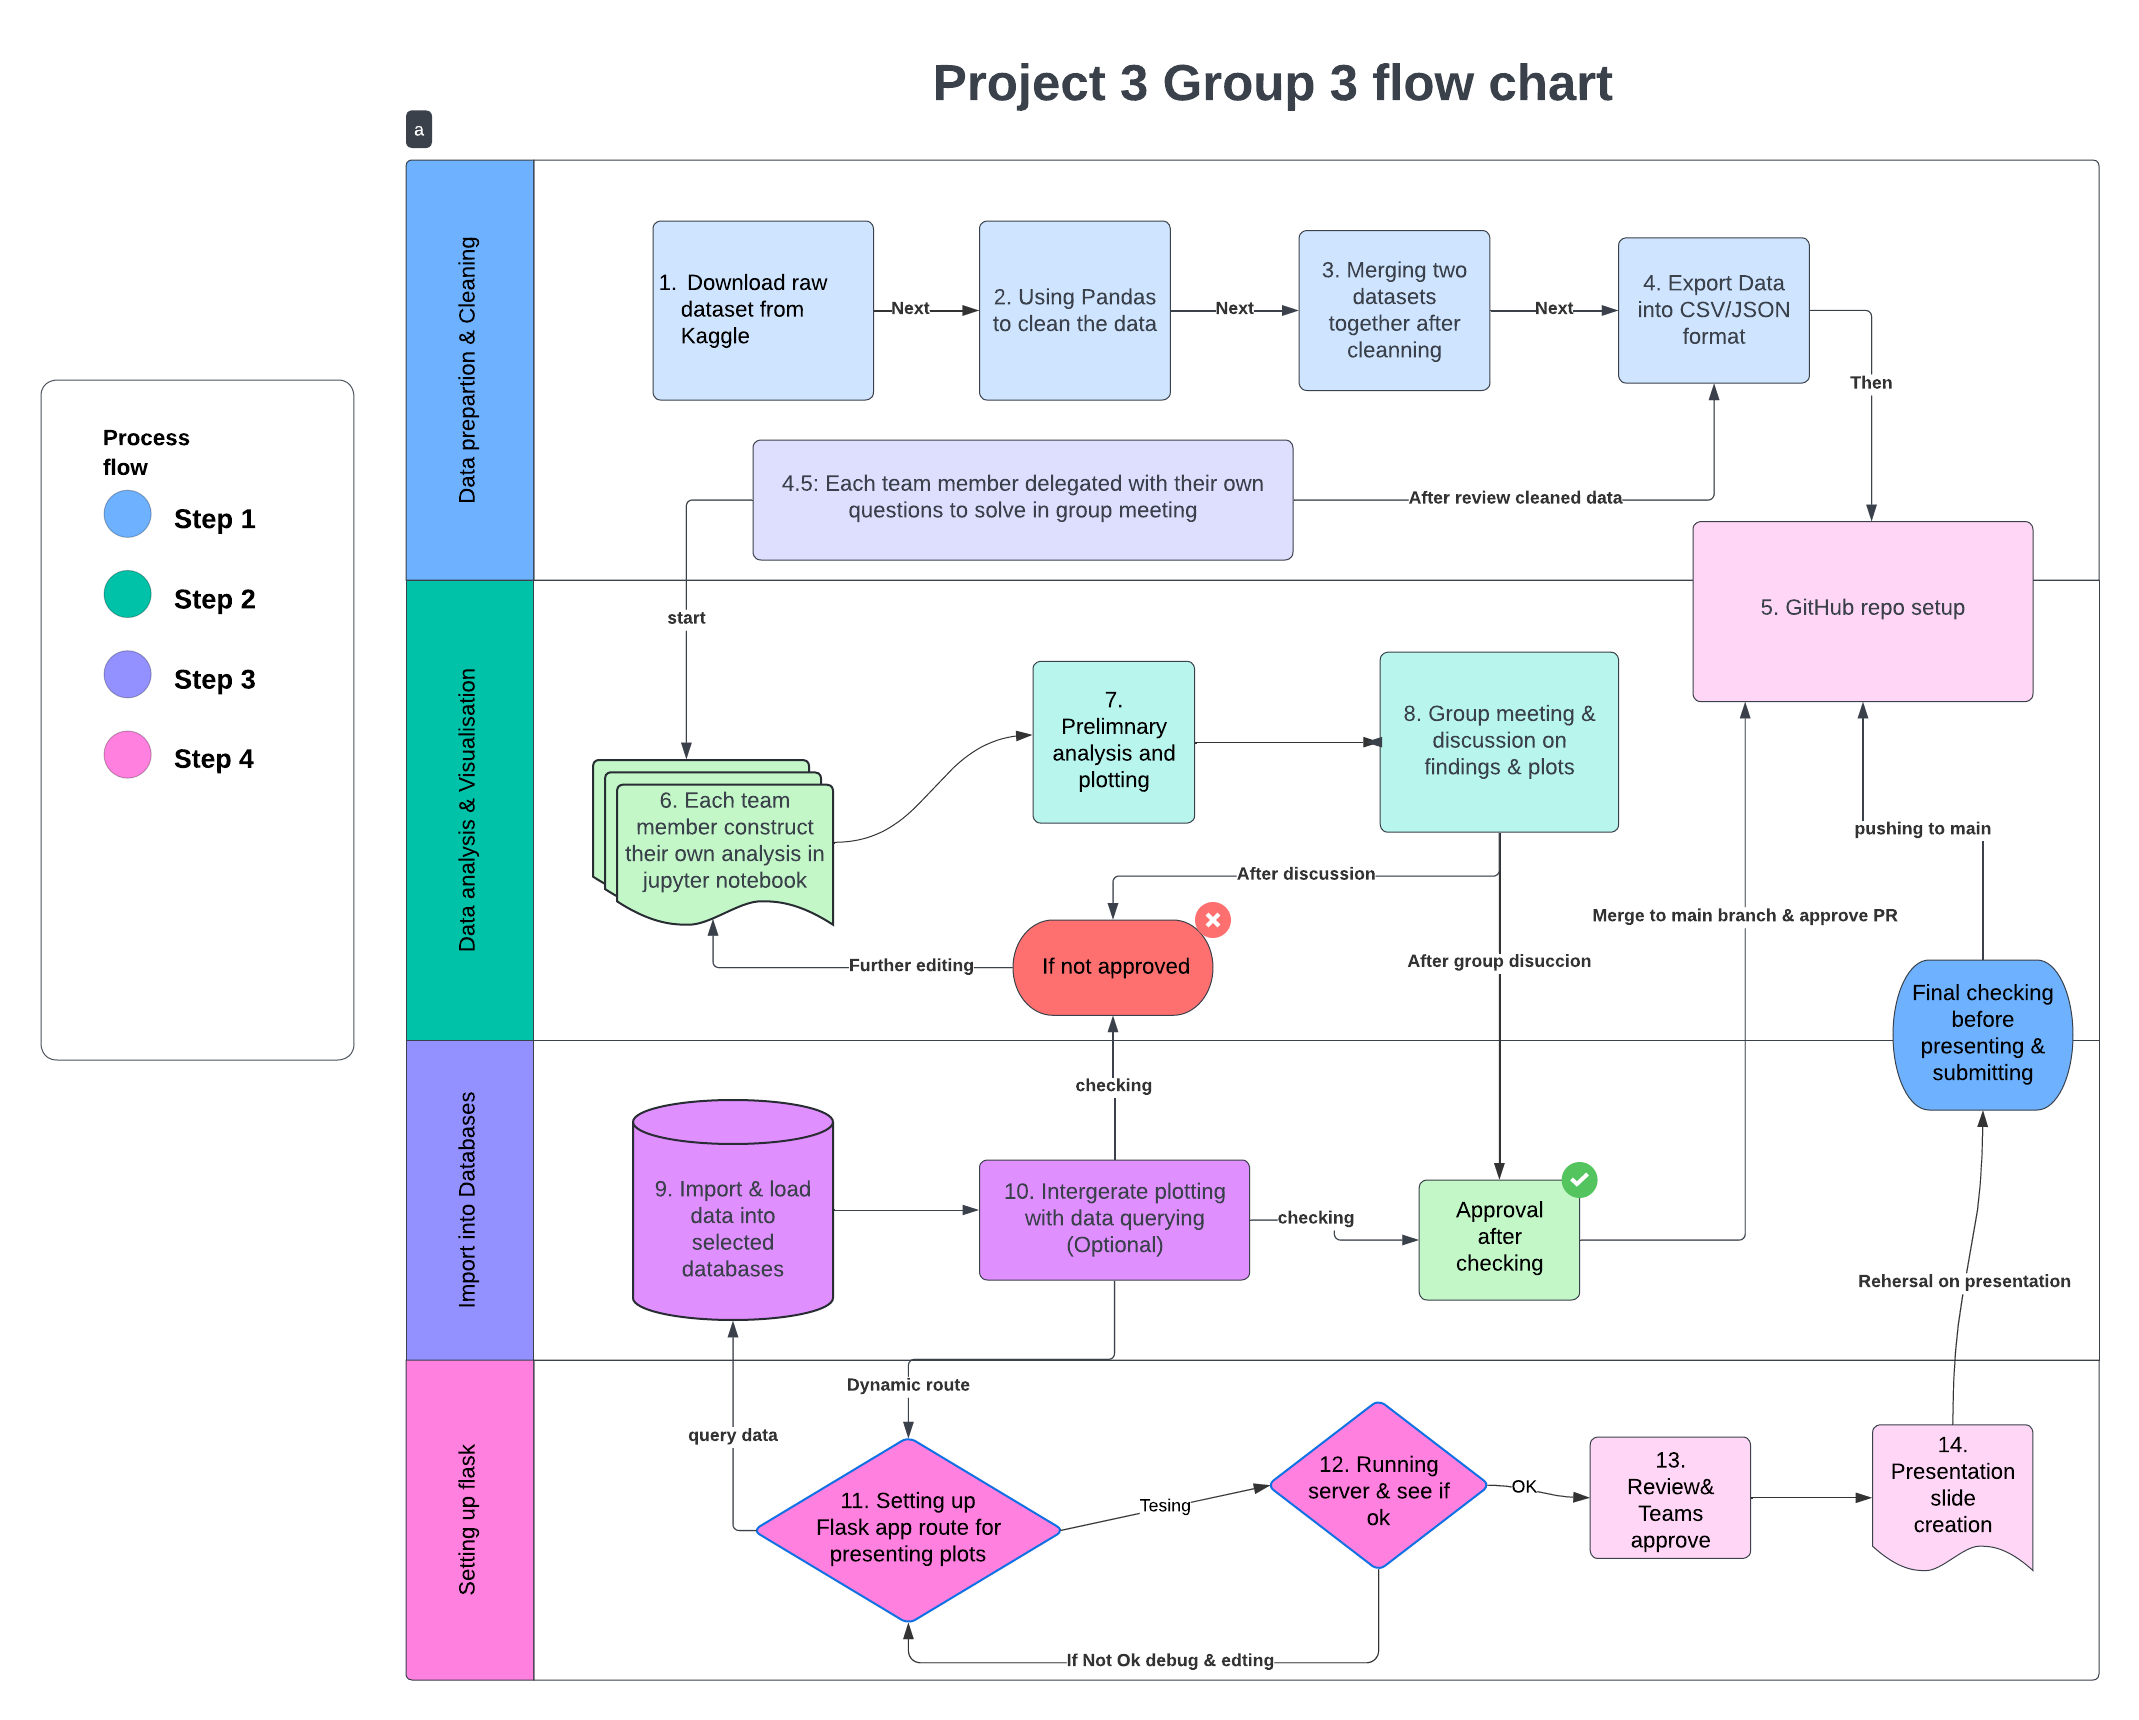 Project 3 Group 3 flow chart
a
Process
flow
Step 1
Step 2
Step 3
Step 4
Data prepartion & Cleaning
1. Download raw
dataset from
Kaggle
Next
2. Using Pandas
to clean the data
Next
3. Merging two
datasets
together after
cleanning
Next
4. Export Data
into CSV/JSON
format
Then
4.5: Each team member delegated with their own
questions to solve in group meeting
After review cleaned data
start
5. GitHub repo setup
Data analysis & Visualisation
6. Each team
member construct
their own analysis in
jupyter notebook
7.
Prelimnary
analysis and
plotting
8. Group meeting &
discussion on
findings & plots
After discussion
If not approved
Further editing
After group disuccion
Merge to main branch & approve PR
pushing to main
Final checking
before
presenting &
submitting
Import into Databases
checking
9. Import & load
data into
selected
databases
10. Intergerate plotting
with data querying
(Optional)
checking
Approval
after
checking
Rehersal on presentation
Setting up flask
Dynamic route
query data
11. Setting up
Flask app route for
presenting plots
Tesing
12. Running
server & see if
ok
OK
13.
Review&
Teams
approve
14.
Presentation
slide
creation
If Not Ok debug & edting